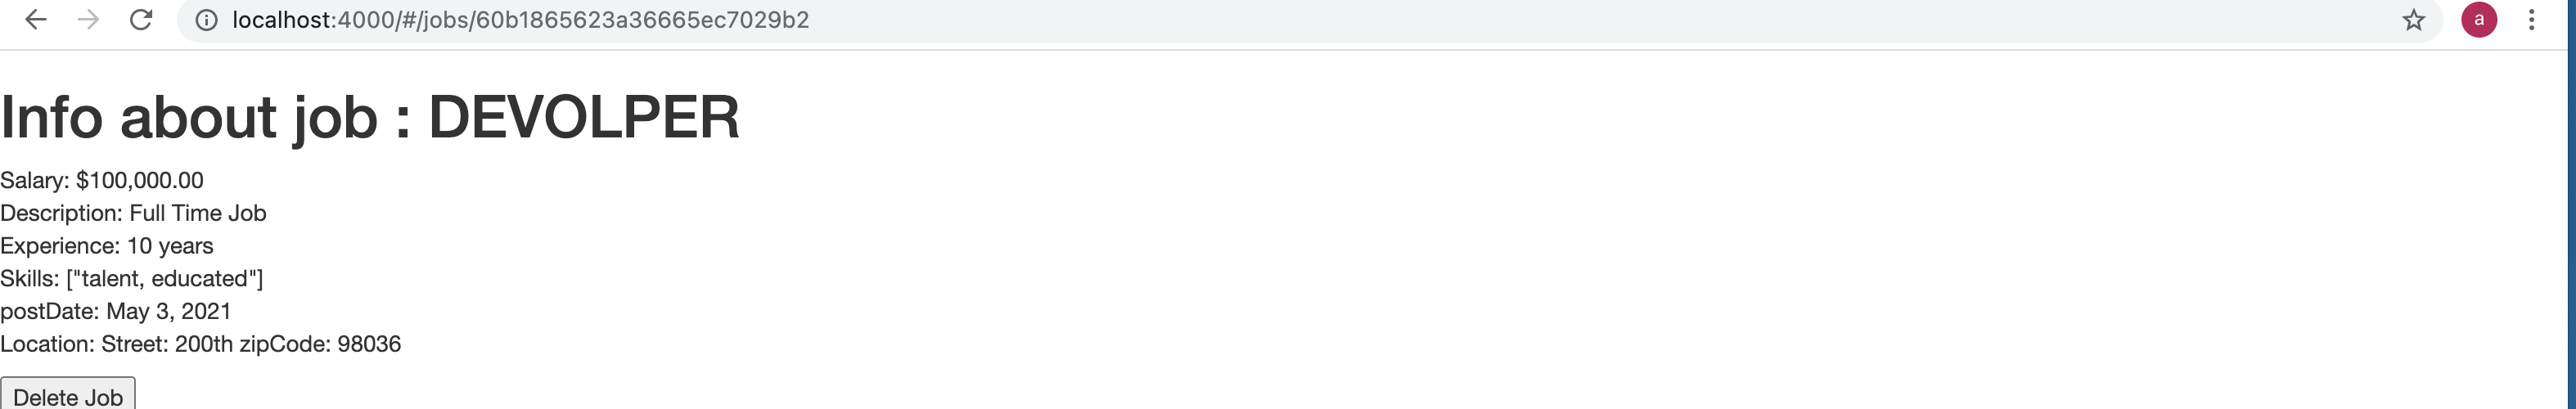 localhost:4000/#/jobs/60b1865623a36665ec7029b2
a
Info about job : DEVOLPER
Salary: $100,000.00
Description: Full Time Job
Experience: 10 years
Skills: ["talent, educated"]
postDate: May 3, 2021
Location: Street: 200th zipCode: 98036
Delete Job